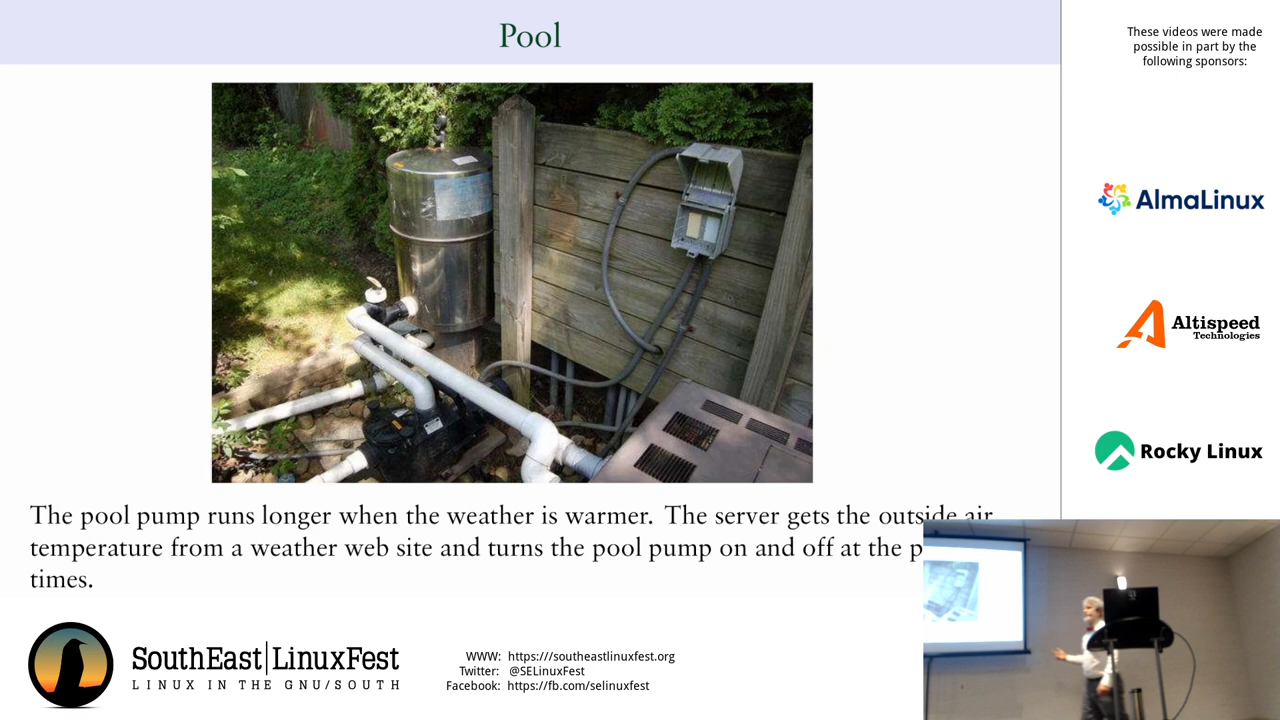 Pool
The pool pump runs longer when the weather is warmer. The server gets the outside air
temperature from a weather web site and turns the pool pump on and off at the p
times.
These videos were made
possible in part by the
following sponsors:
AlmaLinux
Altispeed
Technologies
Rocky Linux
SouthEast LinuxFest
LINUX IN THE GNU/SOUTH
WWW: https://southeastlinuxfest.org
Twitter: @SELinuxFest
Facebook: https://fb.com/selinuxfest